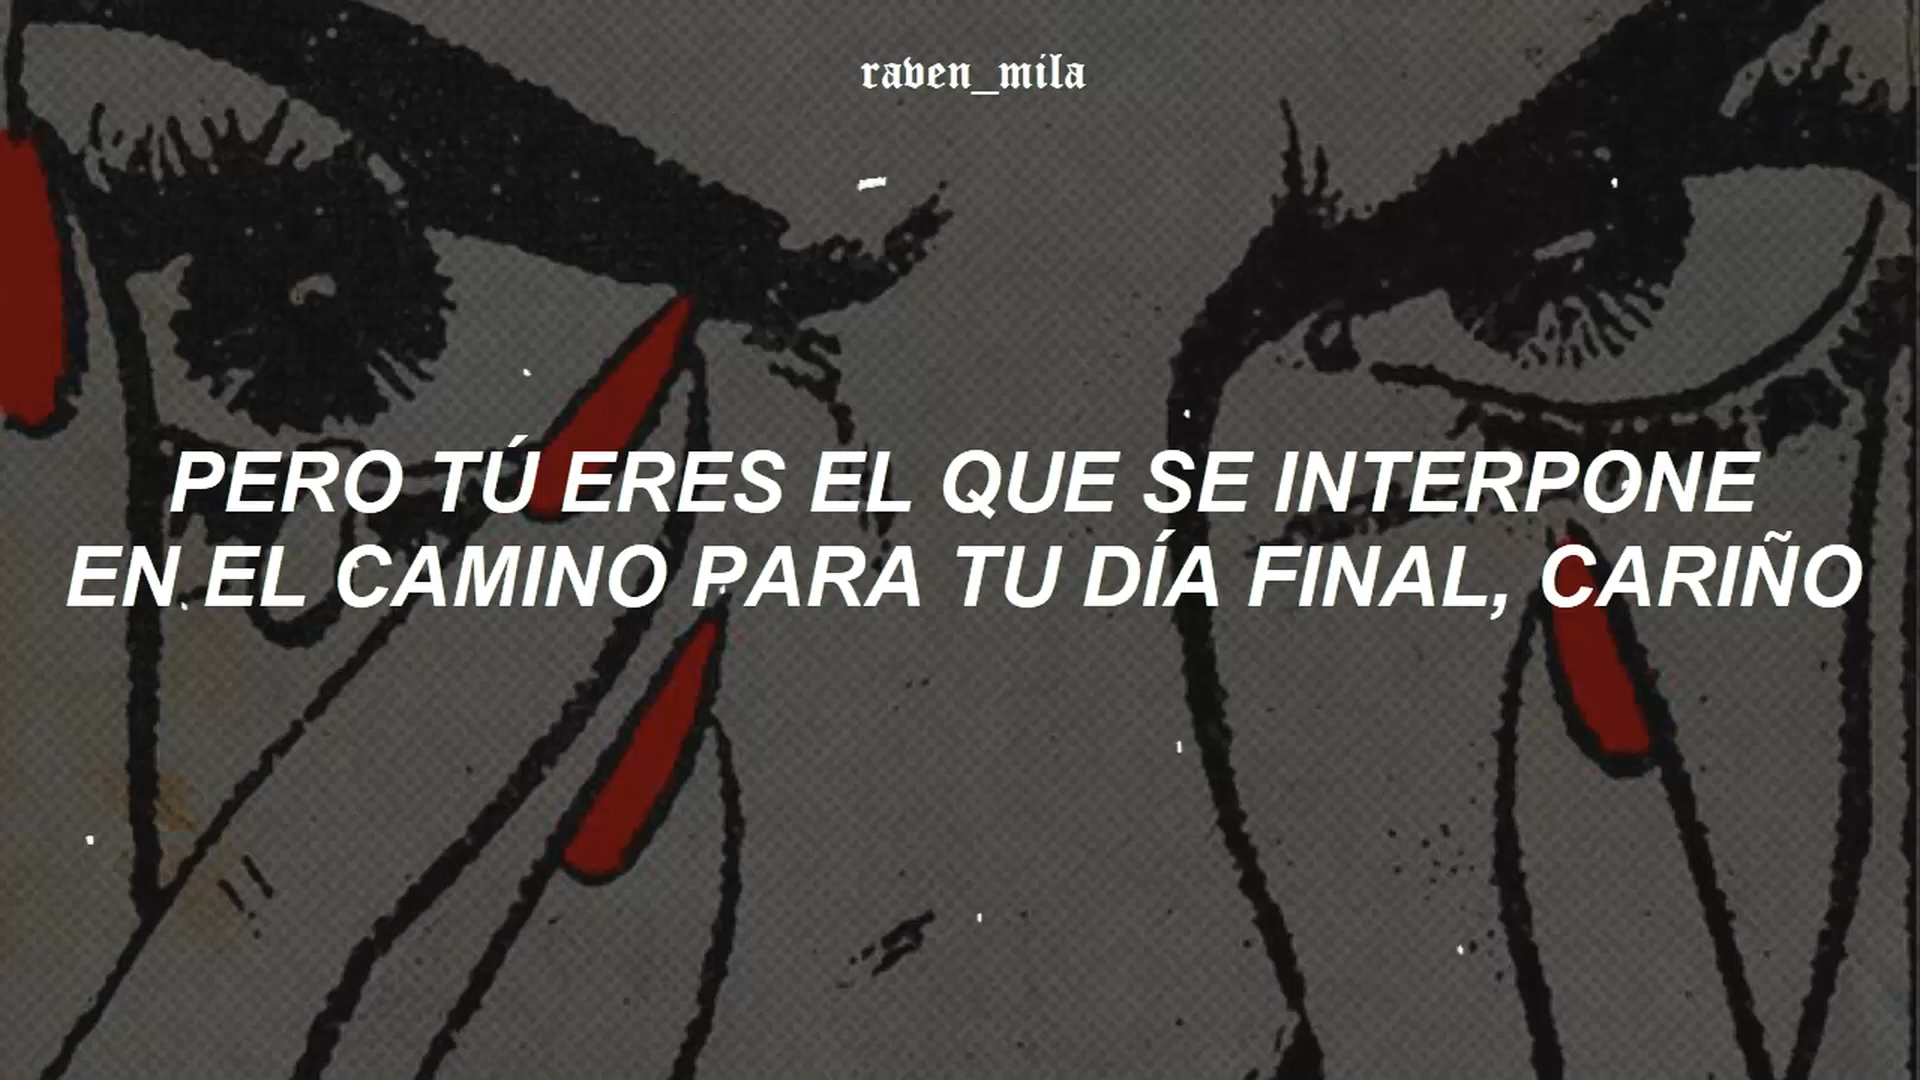 raven_mila
PERO TÚ ERES EL QUE SE INTERPONE
EN EL CAMINO PARA TU DÍA FINAL, CARIÑO